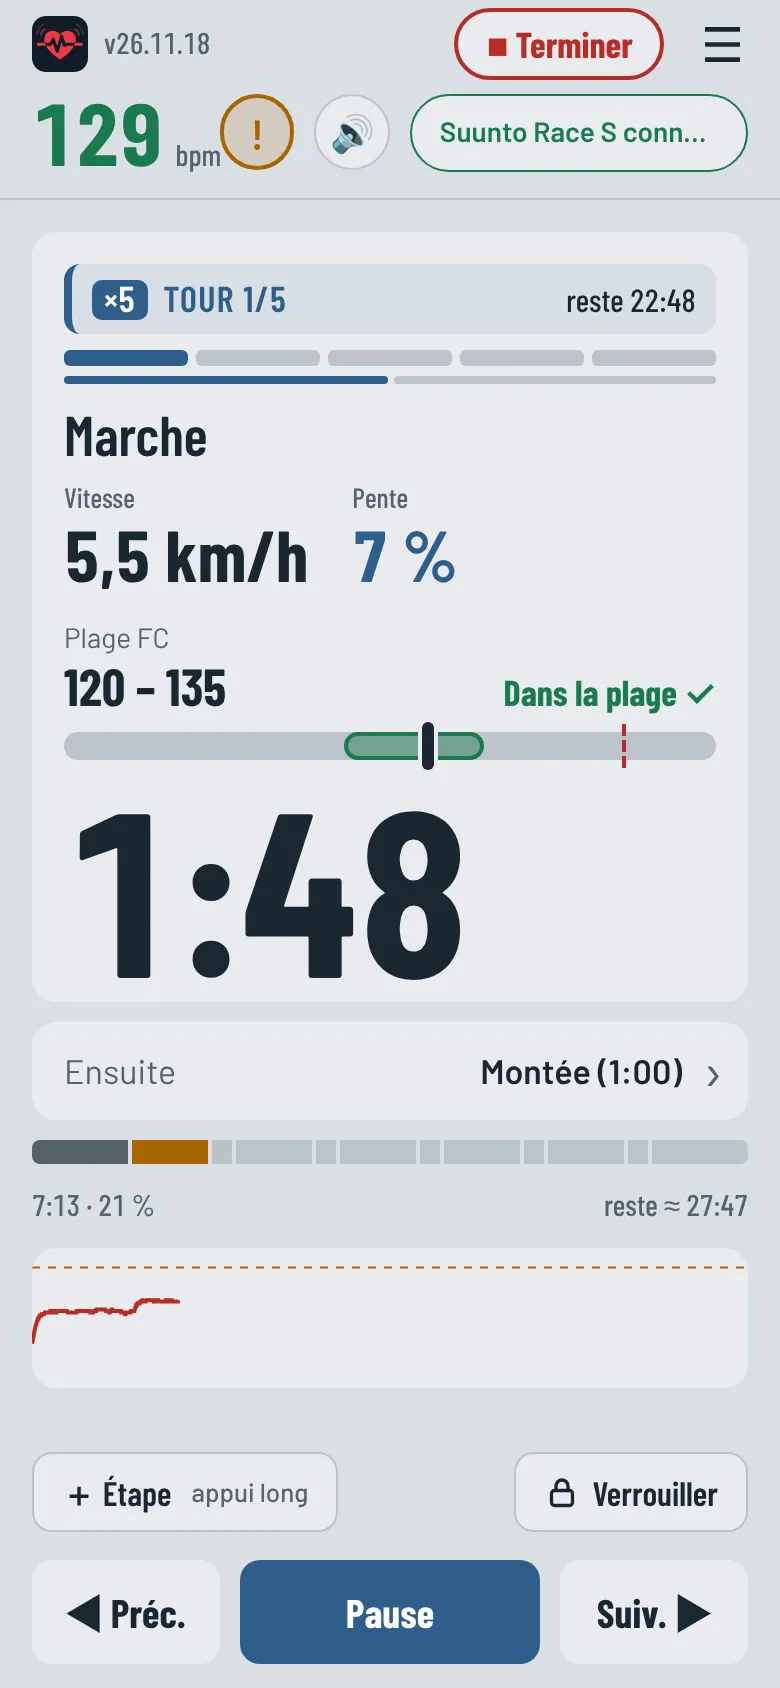 v26.11.18
■ Terminer
129 bpm
!
Suunto Race S conn...
×5 TOUR 1/5
reste 22:48
Marche
Vitesse Pente
5,5 km/h 7 %
Plage FC
120 – 135
Dans la plage ✓
1:48
Ensuite
Montée (1:00) ›
7:13 · 21 %
reste ≈ 27:47
+ Étape appui long
Verrouiller
◀ Préc.
Pause
Suiv. ▶